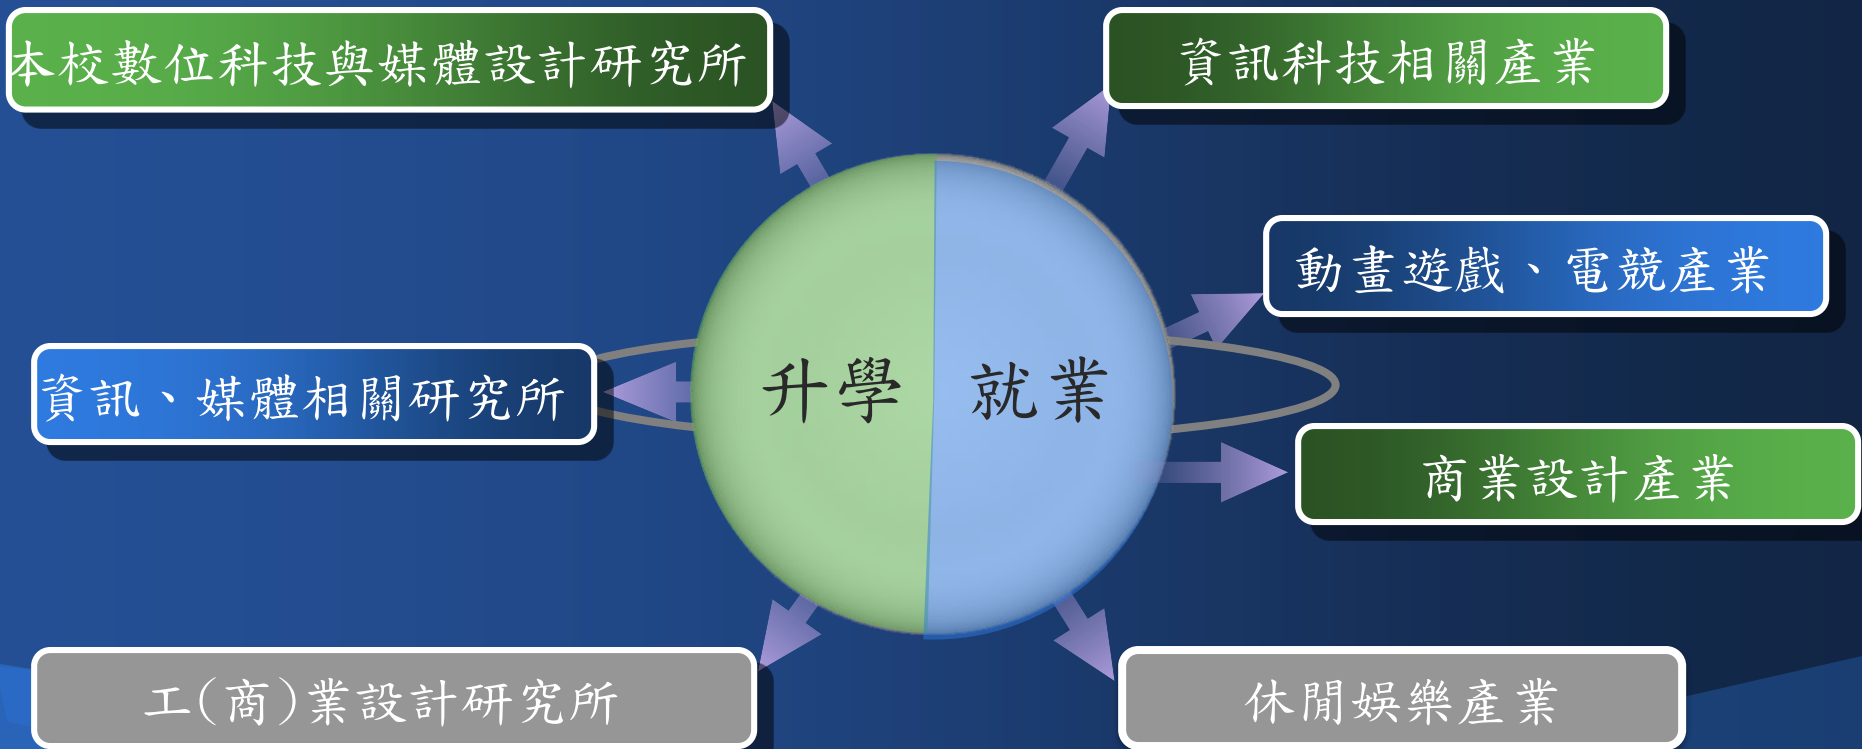 本校數位科技與媒體設計研究所
資訊科技相關產業
動畫遊戲、電競產業
資訊、媒體相關研究所
升學
就業
商業設計產業
工(商)業設計研究所
休閒娛樂產業